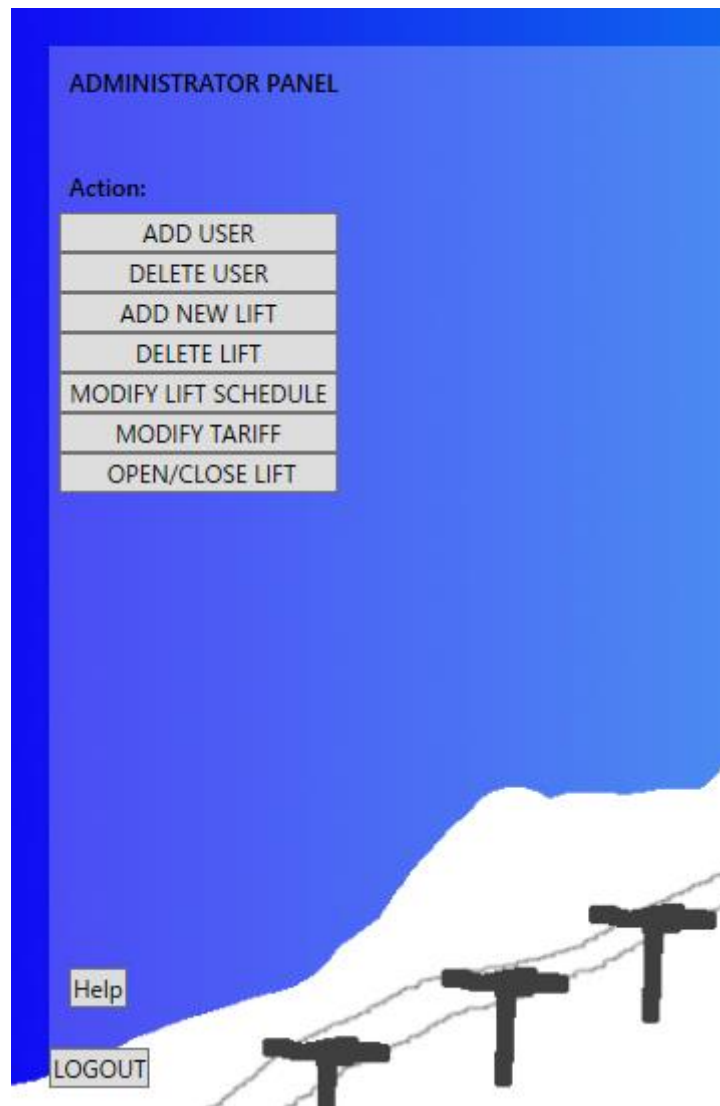 ADMINISTRATOR PANEL
Action:
ADD USER
DELETE USER
ADD NEW LIFT
DELETE LIFT
MODIFY LIFT SCHEDULE
MODIFY TARIFF
OPEN/CLOSE LIFT
Help
LOGOUT